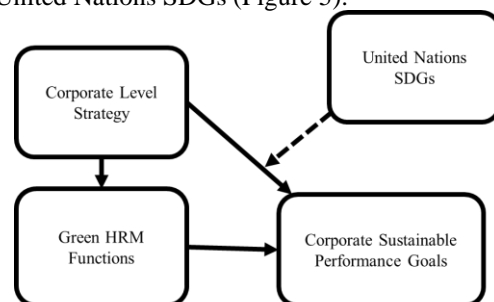 United Nations SDGs (Figure 3).
United Nations
SDGs
Corporate Level
Strategy
Green HRM
Functions
Corporate Sustainable
Performance Goals